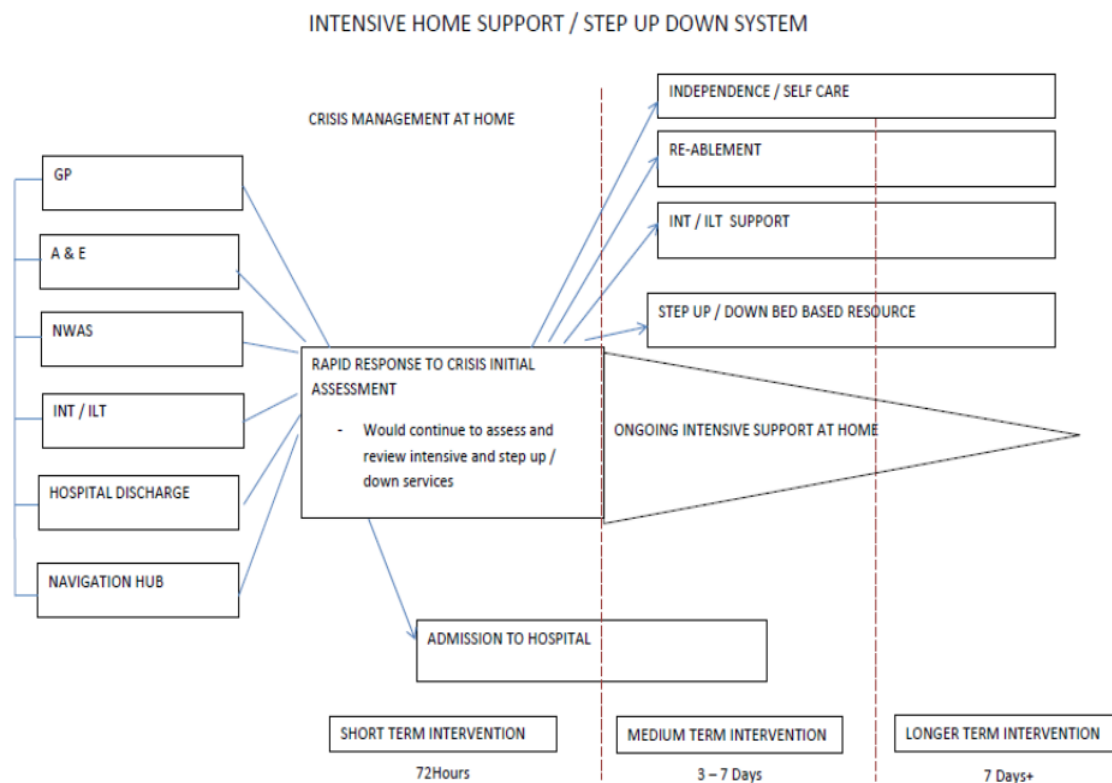 INTENSIVE HOME SUPPORT / STEP UP DOWN SYSTEM
CRISIS MANAGEMENT AT HOME
GP
A & E
NWAS
INT / ILT
HOSPITAL DISCHARGE
NAVIGATION HUB
RAPID RESPONSE TO CRISIS INITIAL
ASSESSMENT
- Would continue to assess and
review intensive and step up /
down services
INDEPENDENCE / SELF CARE
RE-ABLEMENT
INT / ILT SUPPORT
STEP UP / DOWN BED BASED RESOURCE
ONGOING INTENSIVE SUPPORT AT HOME
ADMISSION TO HOSPITAL
SHORT TERM INTERVENTION
72Hours
MEDIUM TERM INTERVENTION
3 – 7 Days
LONGER TERM INTERVENTION
7 Days+